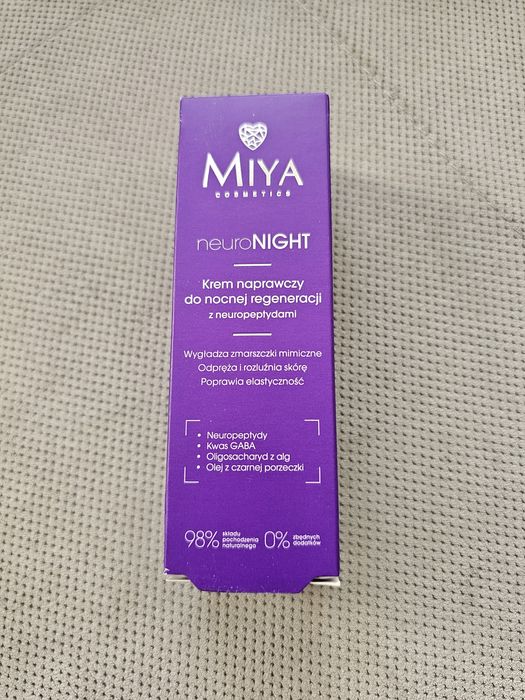 MIYA
COSMETICS
neuroNIGHT
Krem naprawczy
do nocnej regeneracji
z neuropeptydami
Wygładza zmarszczki mimiczne
Odpręża i rozluźnia skórę
Poprawia elastyczność
• Neuropeptydy
• Kwas GABA
• Oligosacharyd z alg
• Olej z czarnej porzeczki
98% składu pochodzenia naturalnego
0% zbędnych dodatków